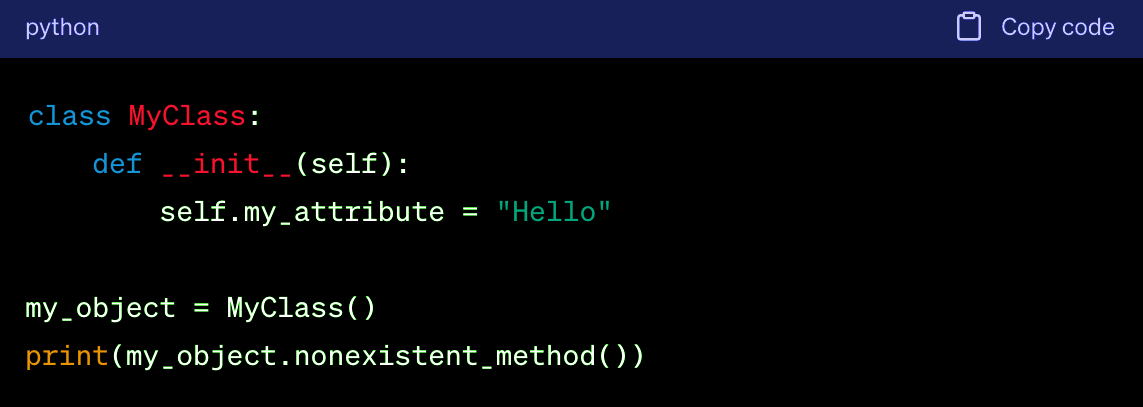 python
Copy code
class MyClass:
    def __init__(self):
        self.my_attribute = "Hello"
my_object = MyClass()
print(my_object.nonexistent_method())